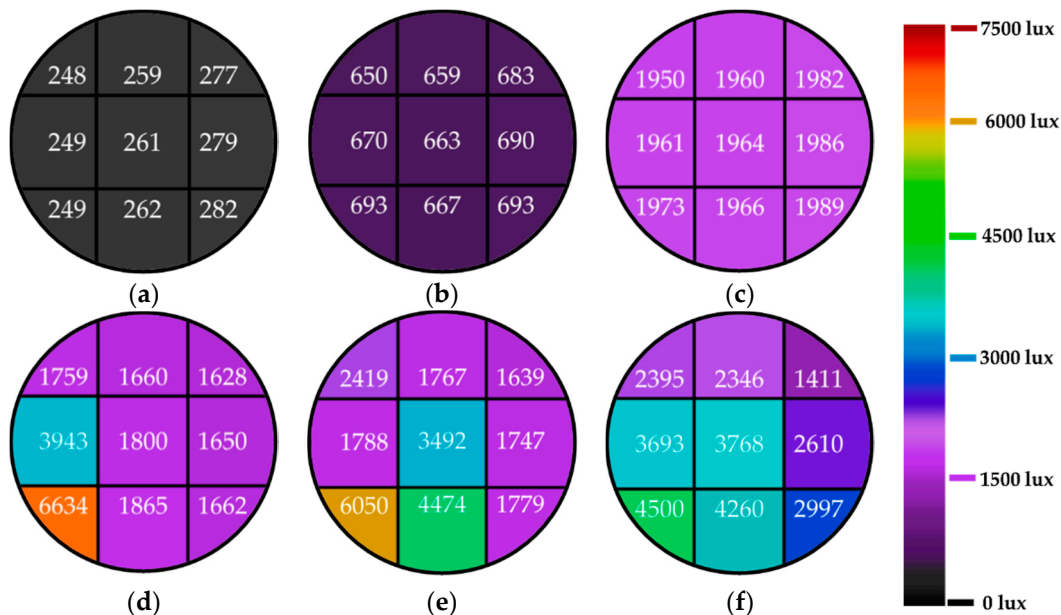 248 259 277
249 261 279
249 262 282
(a)
650 659 683
670 663 690
693 667 693
(b)
1950 1960 1982
1961 1964 1986
1973 1966 1989
(c)
1759 1660 1628
3943 1800 1650
6634 1865 1662
(d)
2419 1767 1639
1788 3492 1747
6050 4474 1779
(e)
2395 2346 1411
3693 3768 2610
4500 4260 2997
(f)
7500 lux
6000 lux
4500 lux
3000 lux
1500 lux
0 lux